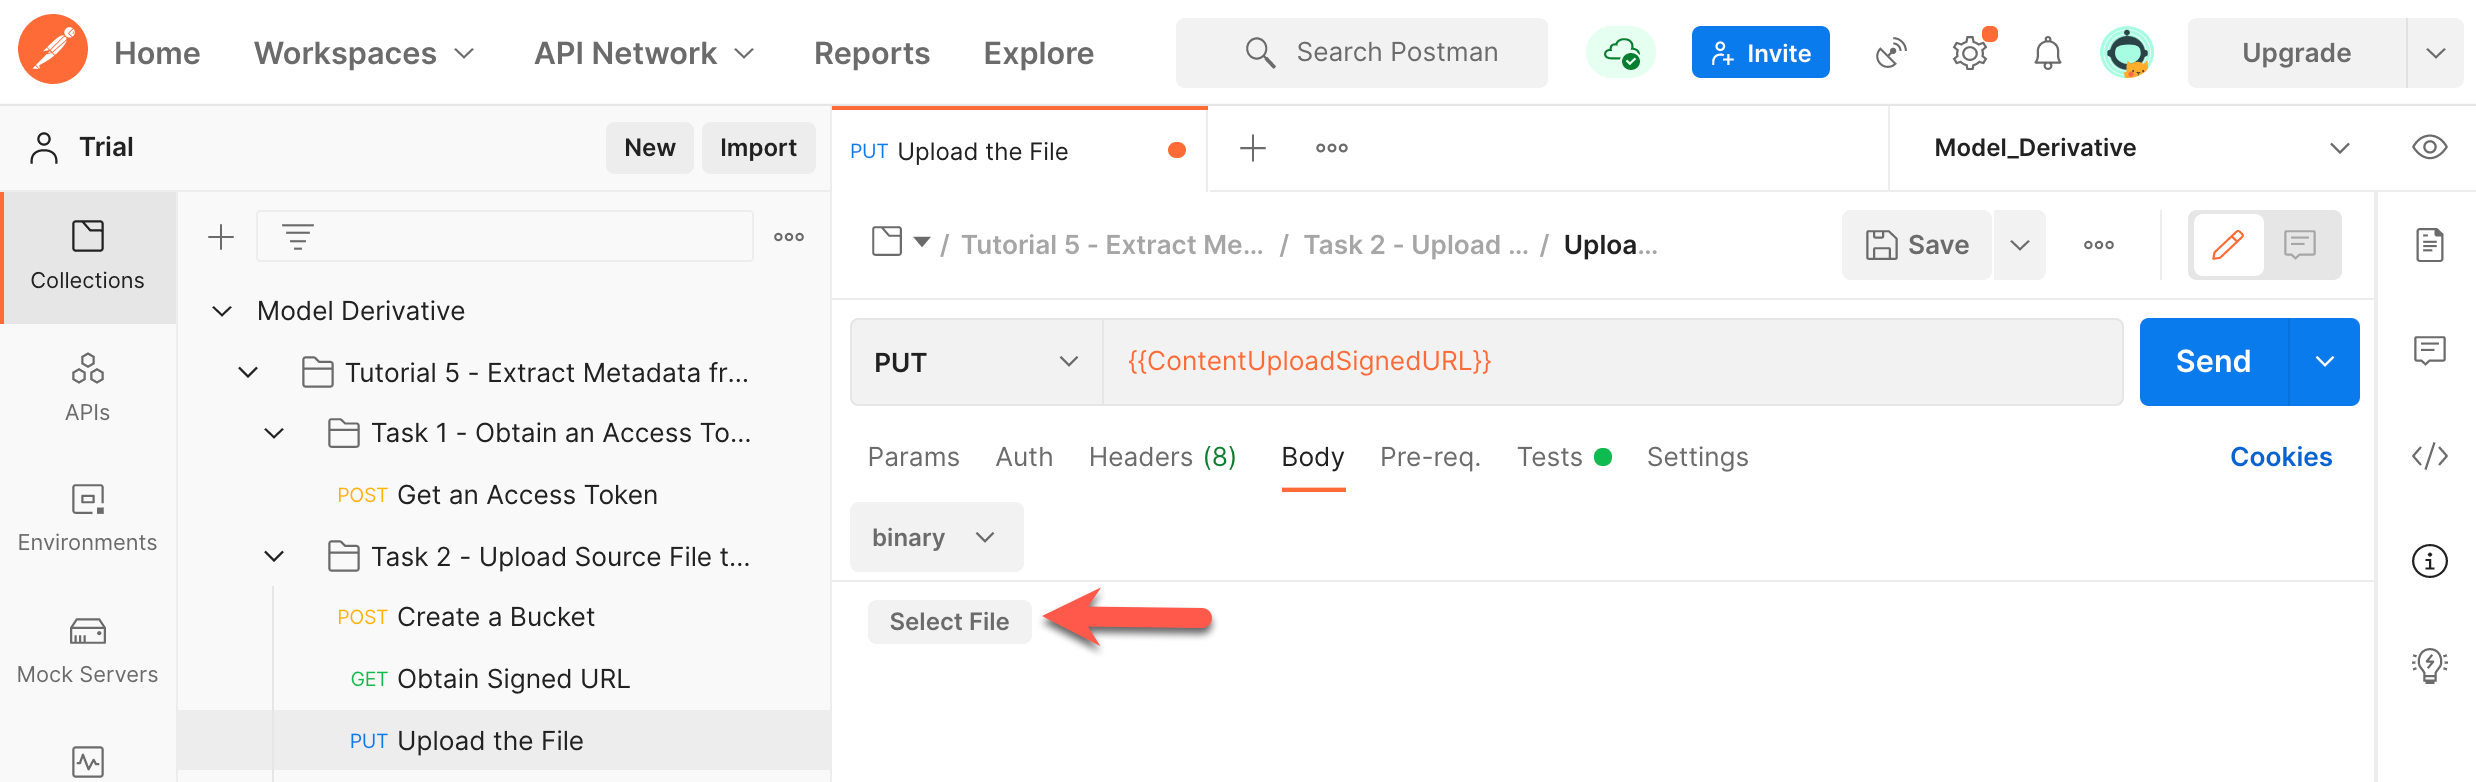 Home Workspaces API Network Reports Explore Search Postman Invite Upgrade
Trial New Import
PUT Upload the File
Model_Derivative
Collections
APIs
Environments
Mock Servers
Model Derivative
Tutorial 5 - Extract Metadata fr...
Task 1 - Obtain an Access To...
POST Get an Access Token
Task 2 - Upload Source File t...
POST Create a Bucket
GET Obtain Signed URL
PUT Upload the File
/ Tutorial 5 - Extract Me... / Task 2 - Upload ... / Uploa...
Save
PUT {{ContentUploadSignedURL}} Send
Params Auth Headers (8) Body Pre-req. Tests Settings Cookies
binary
Select File